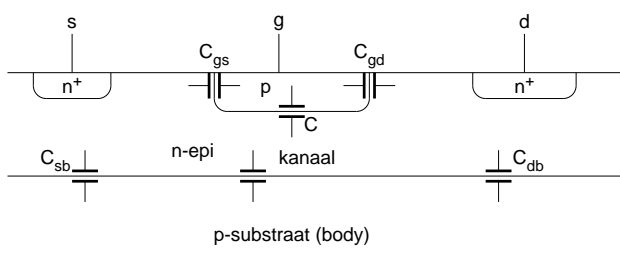 s
g
d
C_gs
C_gd
n+
p
n+
C
C_sb
n-epi
kanaal
C_db
p-substraat (body)